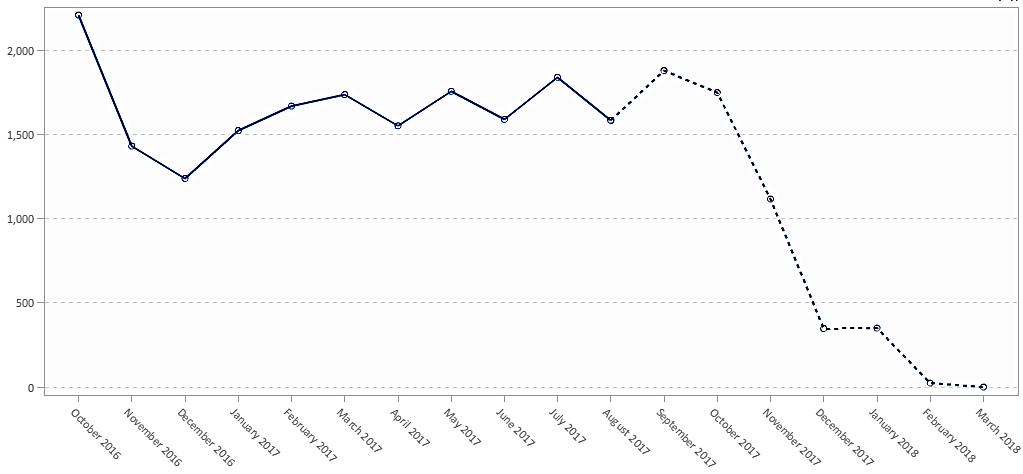 2,000
1,500
1,000
500
0
October 2016
November 2016
December 2016
January 2017
February 2017
March 2017
April 2017
May 2017
June 2017
July 2017
August 2017
September 2017
October 2017
November 2017
December 2017
January 2018
February 2018
March 2018